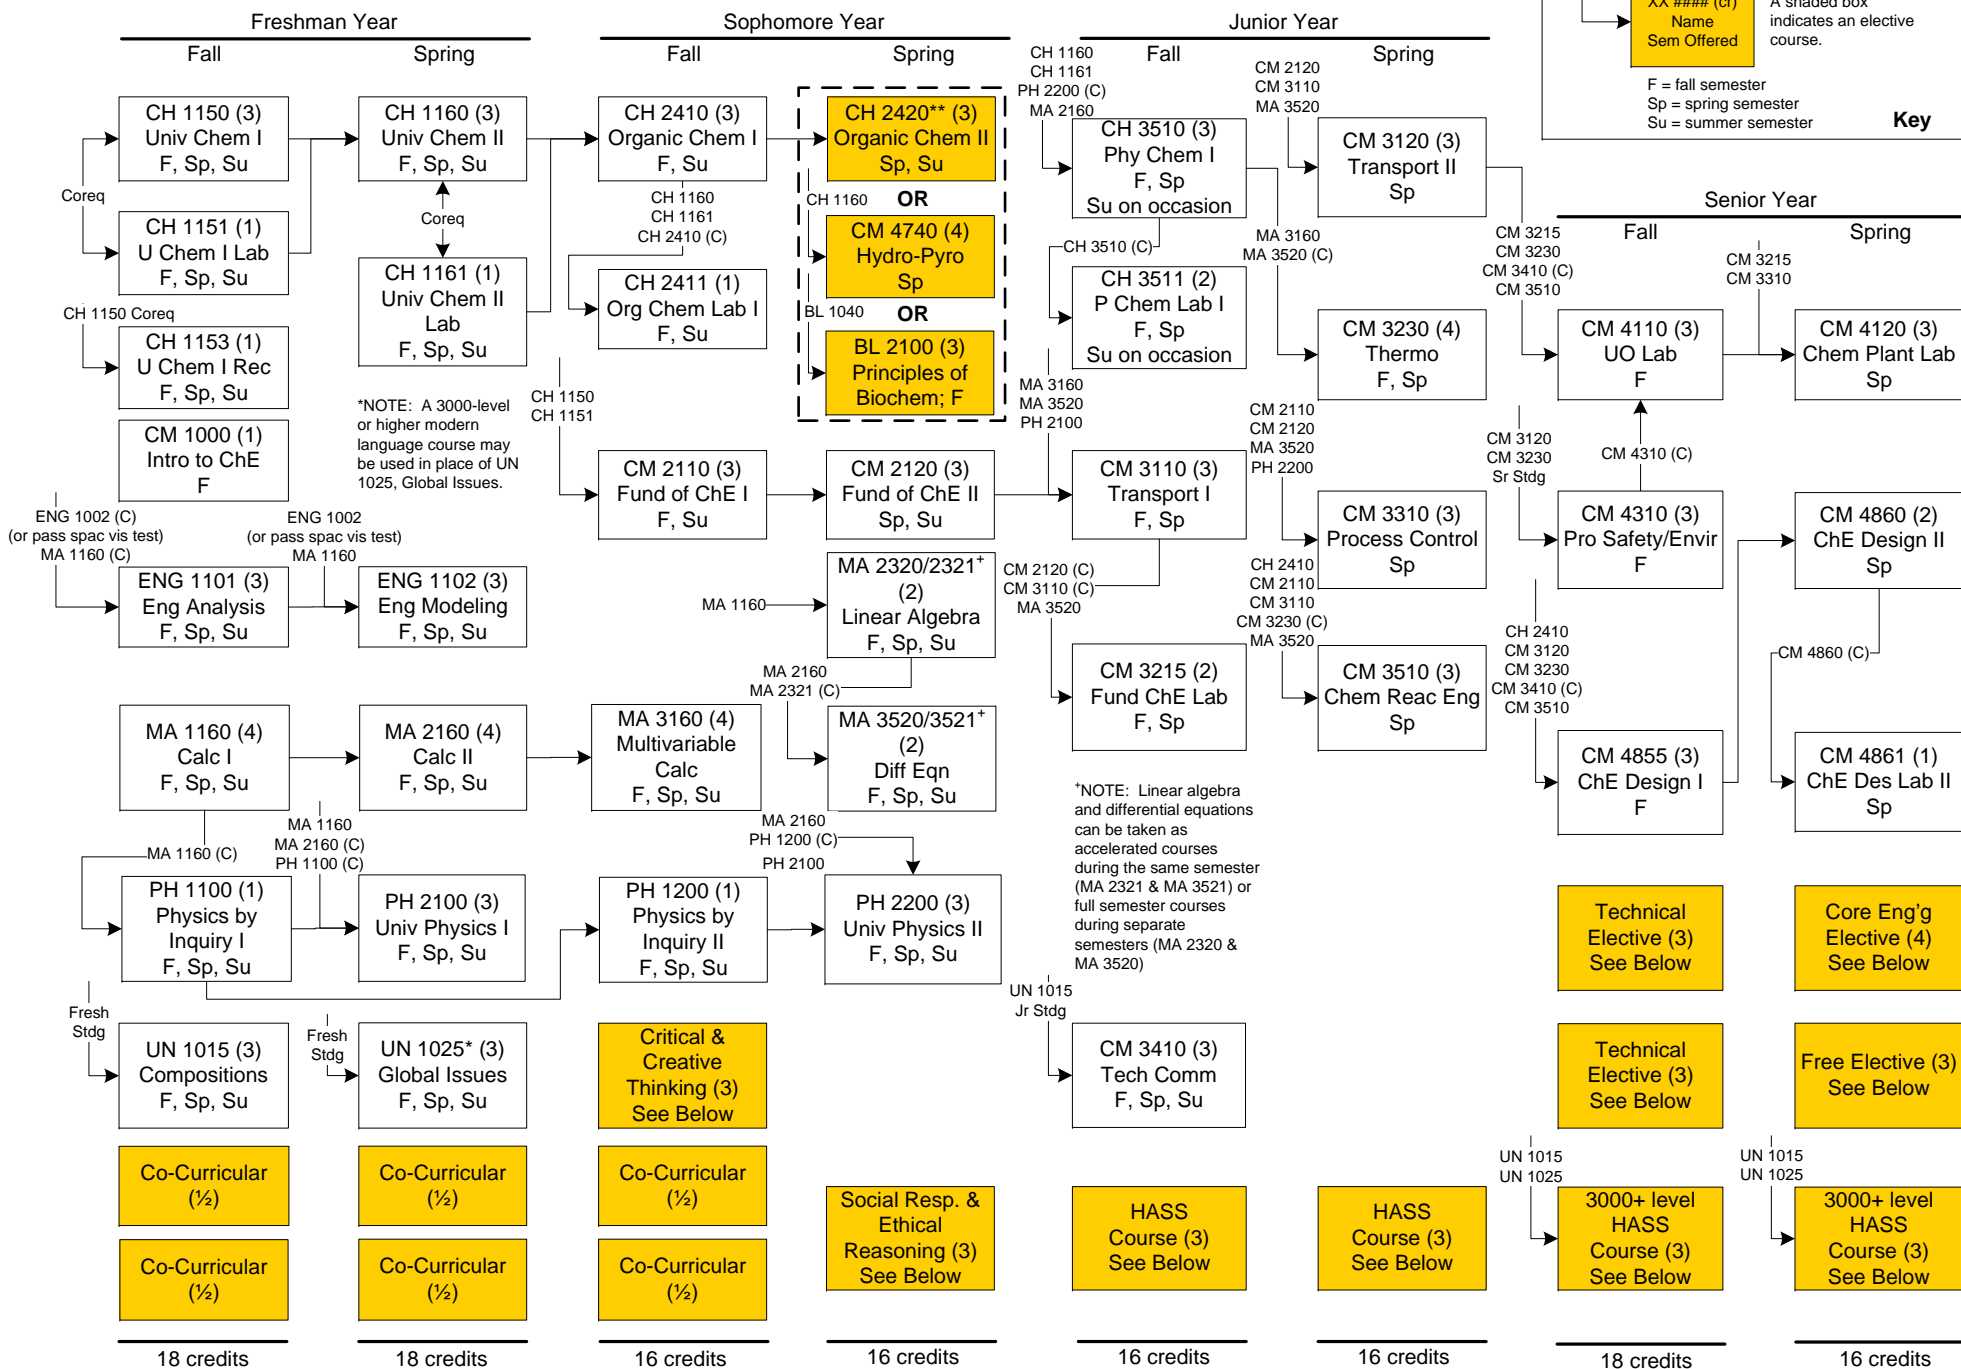 Freshman Year
Fall
Spring
Sophomore Year
Fall
Spring
Junior Year
Fall
Spring
XX #### (cr)
Name
Sem Offered
A shaded box
indicates an elective
course.
F = fall semester
Sp = spring semester
Su = summer semester
Key
Senior Year
Fall
Spring
CH 1150 (3)
Univ Chem I
F, Sp, Su
Coreq
CH 1151 (1)
U Chem I Lab
F, Sp, Su
CH 1150 Coreq
CH 1153 (1)
U Chem I Rec
F, Sp, Su
CM 1000 (1)
Intro to ChE
F
ENG 1002 (C)
(or pass spac vis test)
MA 1160 (C)
ENG 1101 (3)
Eng Analysis
F, Sp, Su
MA 1160 (4)
Calc I
F, Sp, Su
MA 1160 (C)
PH 1100 (1)
Physics by
Inquiry I
F, Sp, Su
Fresh
Stdg
UN 1015 (3)
Compositions
F, Sp, Su
Co-Curricular
(½)
Co-Curricular
(½)
18 credits
CH 1160 (3)
Univ Chem II
F, Sp, Su
Coreq
CH 1161 (1)
Univ Chem II
Lab
F, Sp, Su
*NOTE: A 3000-level
or higher modern
language course may
be used in place of UN
1025, Global Issues.
ENG 1002
(or pass spac vis test)
MA 1160
ENG 1102 (3)
Eng Modeling
F, Sp, Su
MA 2160 (4)
Calc II
F, Sp, Su
MA 1160
MA 2160 (C)
PH 1100 (C)
PH 2100 (3)
Univ Physics I
F, Sp, Su
Fresh
Stdg
UN 1025* (3)
Global Issues
F, Sp, Su
Co-Curricular
(½)
Co-Curricular
(½)
18 credits
CH 2410 (3)
Organic Chem I
F, Su
CH 1160
CH 1161
CH 2410 (C)
CH 2411 (1)
Org Chem Lab I
F, Su
CH 1150
CH 1151
CM 2110 (3)
Fund of ChE I
F, Su
MA 3160 (4)
Multivariable
Calc
F, Sp, Su
PH 1200 (1)
Physics by
Inquiry II
F, Sp, Su
Critical &
Creative
Thinking (3)
See Below
Co-Curricular
(½)
Co-Curricular
(½)
16 credits
CH 2420** (3)
Organic Chem II
Sp, Su
CH 1160
OR
CM 4740 (4)
Hydro-Pyro
Sp
BL 1040
OR
BL 2100 (3)
Principles of
Biochem; F
CM 2120 (3)
Fund of ChE II
Sp, Su
MA 1160
MA 2320/2321+
(2)
Linear Algebra
F, Sp, Su
MA 2160
MA 2321 (C)
MA 3520/3521+
(2)
Diff Eqn
F, Sp, Su
MA 2160
PH 1200 (C)
PH 2100
PH 2200 (3)
Univ Physics II
F, Sp, Su
Social Resp. &
Ethical
Reasoning (3)
See Below
16 credits
CH 1160
CH 1161
PH 2200 (C)
MA 2160
CH 3510 (3)
Phy Chem I
F, Sp
Su on occasion
CH 3510 (C)
CH 3511 (2)
P Chem Lab I
F, Sp
Su on occasion
MA 3160
MA 3520
PH 2100
CM 3110 (3)
Transport I
F, Sp
CM 2120 (C)
CM 3110 (C)
MA 3520
CM 3215 (2)
Fund ChE Lab
F, Sp
+NOTE: Linear algebra
and differential equations
can be taken as
accelerated courses
during the same semester
(MA 2321 & MA 3521) or
full semester courses
during separate
semesters (MA 2320 &
MA 3520)
UN 1015
Jr Stdg
CM 3410 (3)
Tech Comm
F, Sp, Su
HASS
Course (3)
See Below
16 credits
CM 2120
CM 3110
MA 3520
CM 3120 (3)
Transport II
Sp
MA 3160
MA 3520 (C)
CM 3230 (4)
Thermo
F, Sp
CM 2110
CM 2120
MA 3520
PH 2200
CM 3310 (3)
Process Control
Sp
CH 2410
CM 2110
CM 3110
CM 3230 (C)
MA 3520
CM 3510 (3)
Chem Reac Eng
Sp
HASS
Course (3)
See Below
16 credits
CM 3215
CM 3230
CM 3410 (C)
CM 3510
CM 4110 (3)
UO Lab
F
CM 3120
CM 3230
Sr Stdg
CM 4310 (C)
CM 4310 (3)
Pro Safety/Envir
F
CH 2410
CM 3120
CM 3230
CM 3410 (C)
CM 3510
CM 4855 (3)
ChE Design I
F
Technical
Elective (3)
See Below
Technical
Elective (3)
See Below
UN 1015
UN 1025
3000+ level
HASS
Course (3)
See Below
18 credits
CM 3215
CM 3310
CM 4120 (3)
Chem Plant Lab
Sp
CM 4860 (2)
ChE Design II
Sp
CM 4860 (C)
CM 4861 (1)
ChE Des Lab II
Sp
Core Eng'g
Elective (4)
See Below
Free Elective (3)
See Below
UN 1015
UN 1025
3000+ level
HASS
Course (3)
See Below
16 credits